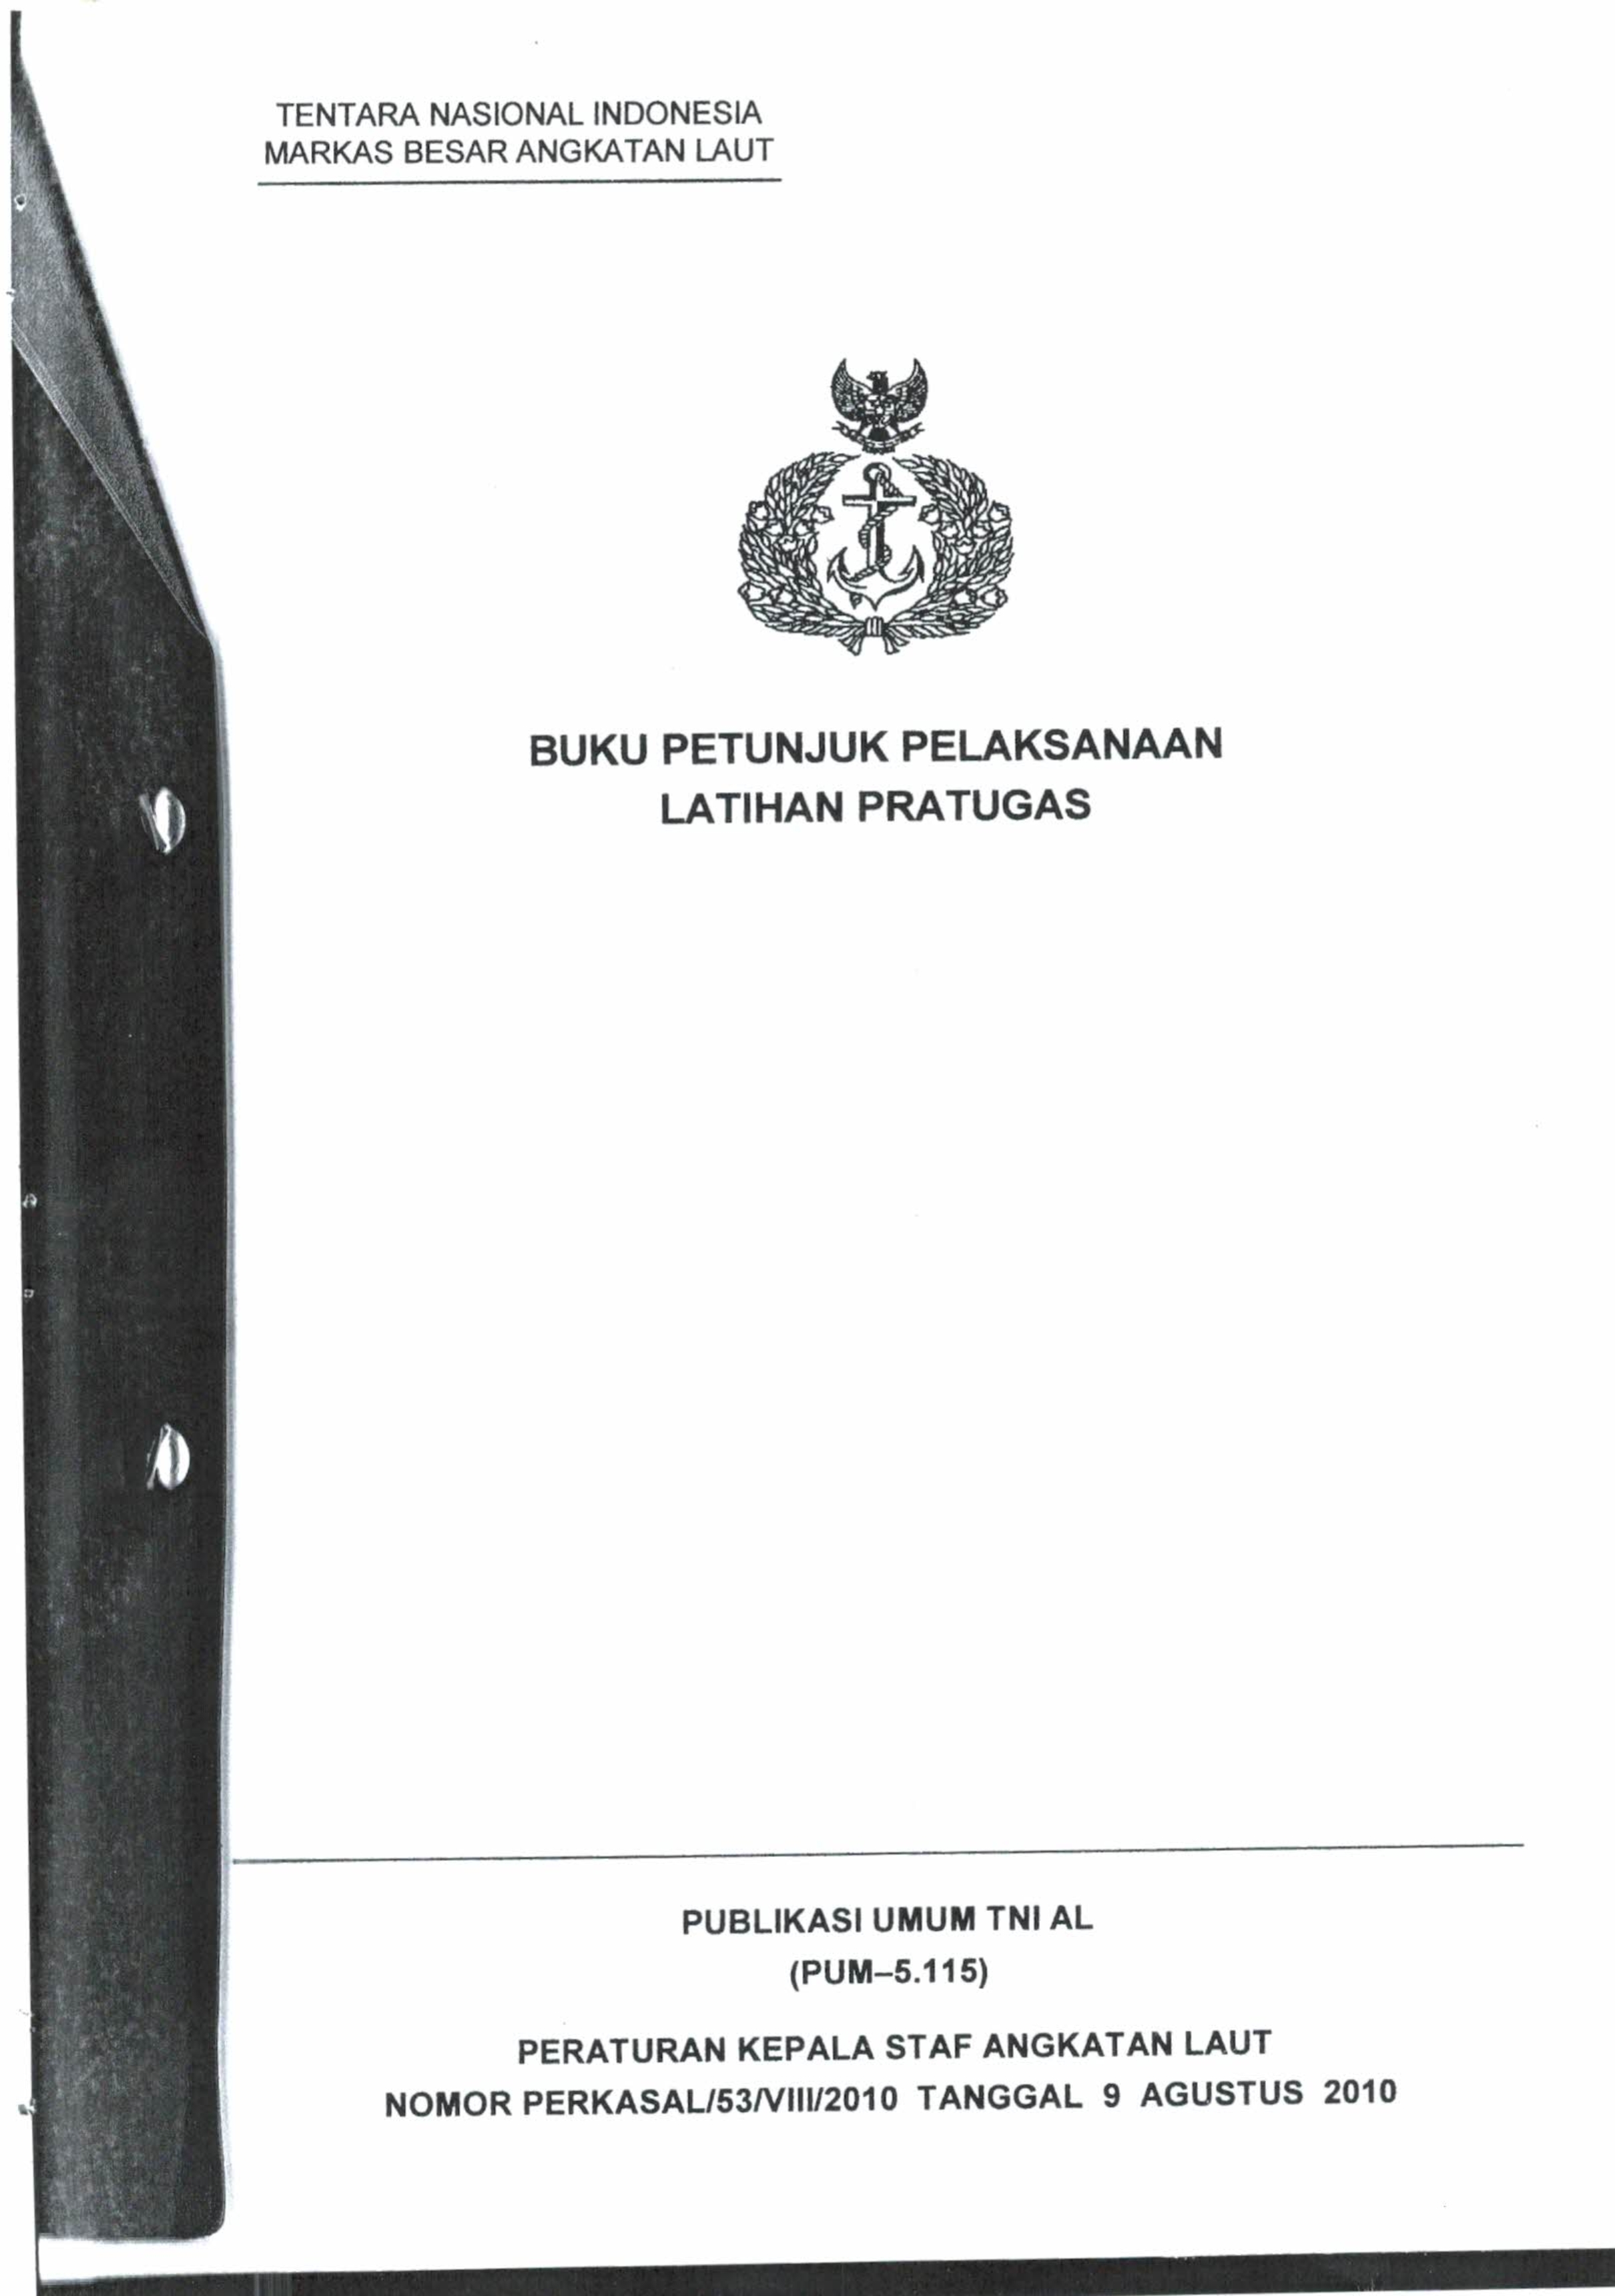 TENTARA NASIONAL INDONESIA
MARKAS BESAR ANGKATAN LAUT
BUKU PETUNJUK PELAKSANAAN
LATIHAN PRATUGAS
PUBLIKASI UMUM TNI AL
(PUM–5.115)
PERATURAN KEPALA STAF ANGKATAN LAUT
NOMOR PERKASAL/53/VIII/2010 TANGGAL 9 AGUSTUS 2010